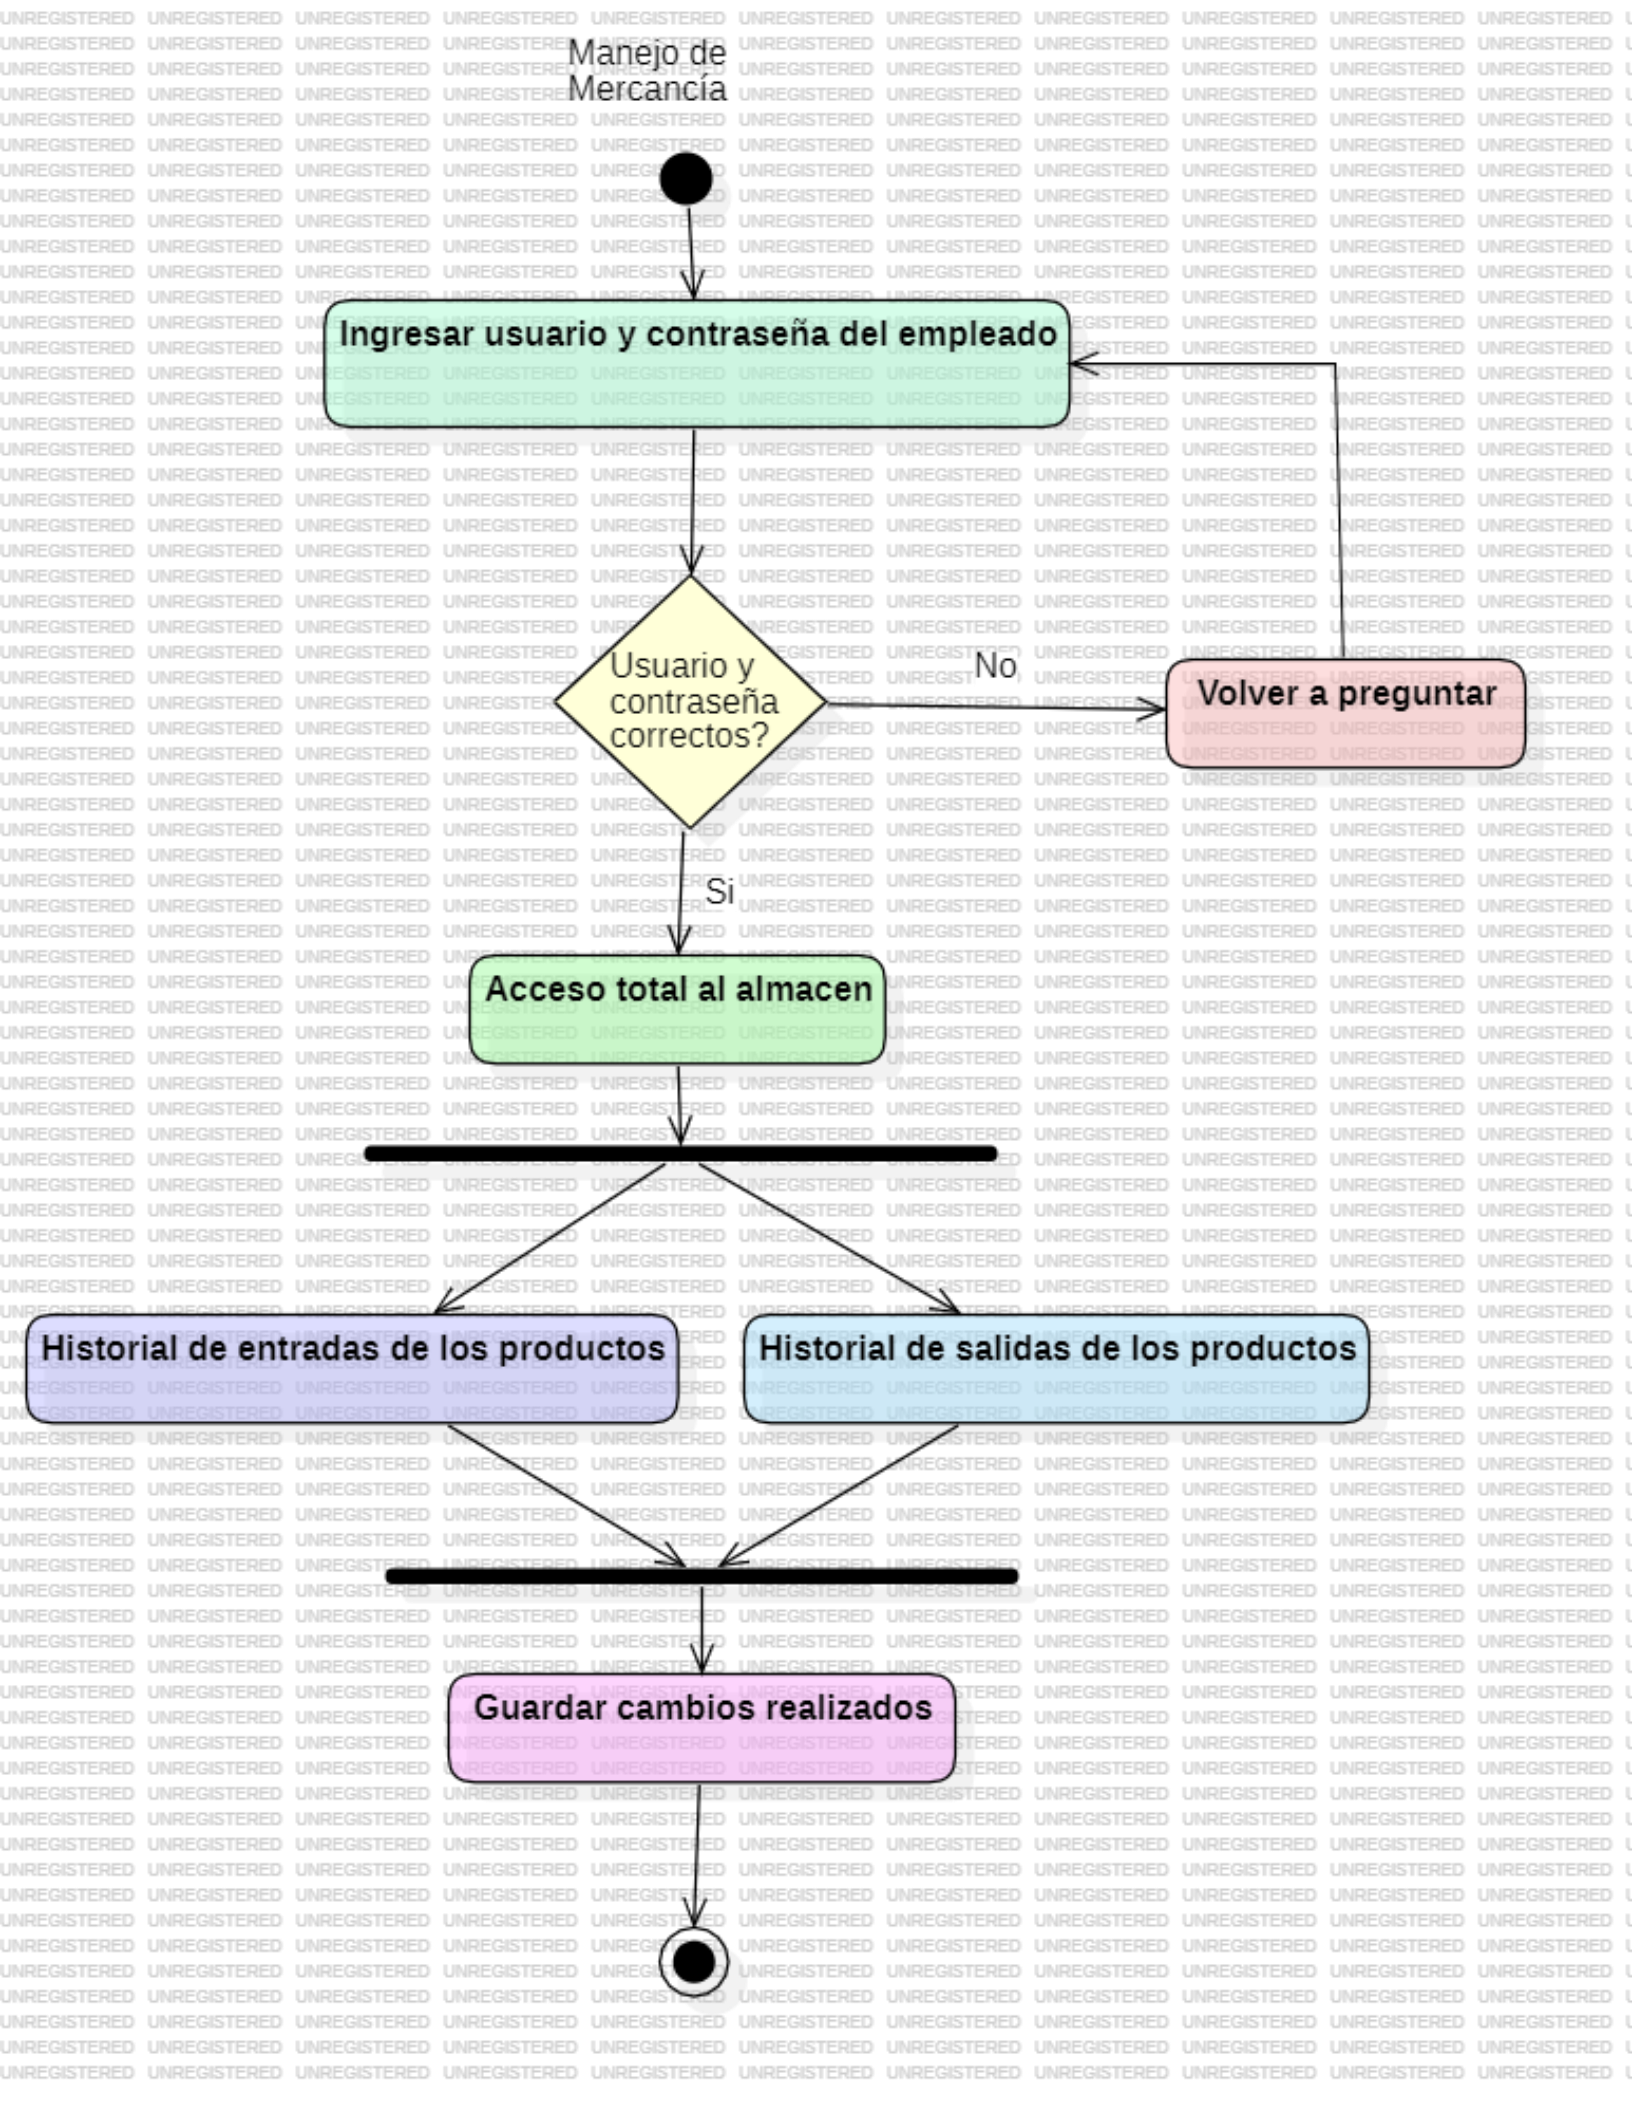 Manejo de
Mercancía
Ingresar usuario y contraseña del empleado
Usuario y
contraseña
correctos?
No
Volver a preguntar
Si
Acceso total al almacen
Historial de entradas de los productos
Historial de salidas de los productos
Guardar cambios realizados
UNREGISTERED